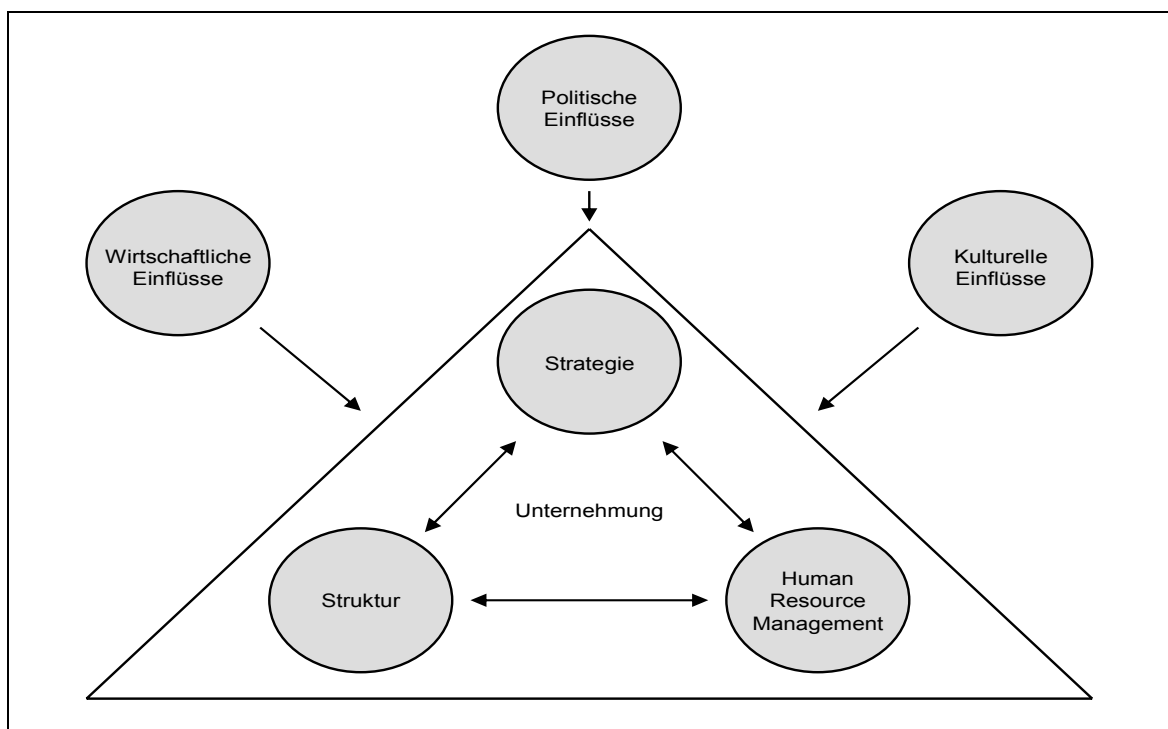 Politische
Einflüsse
Wirtschaftliche
Einflüsse
Kulturelle
Einflüsse
Strategie
Unternehmung
Struktur
Human
Resource
Management